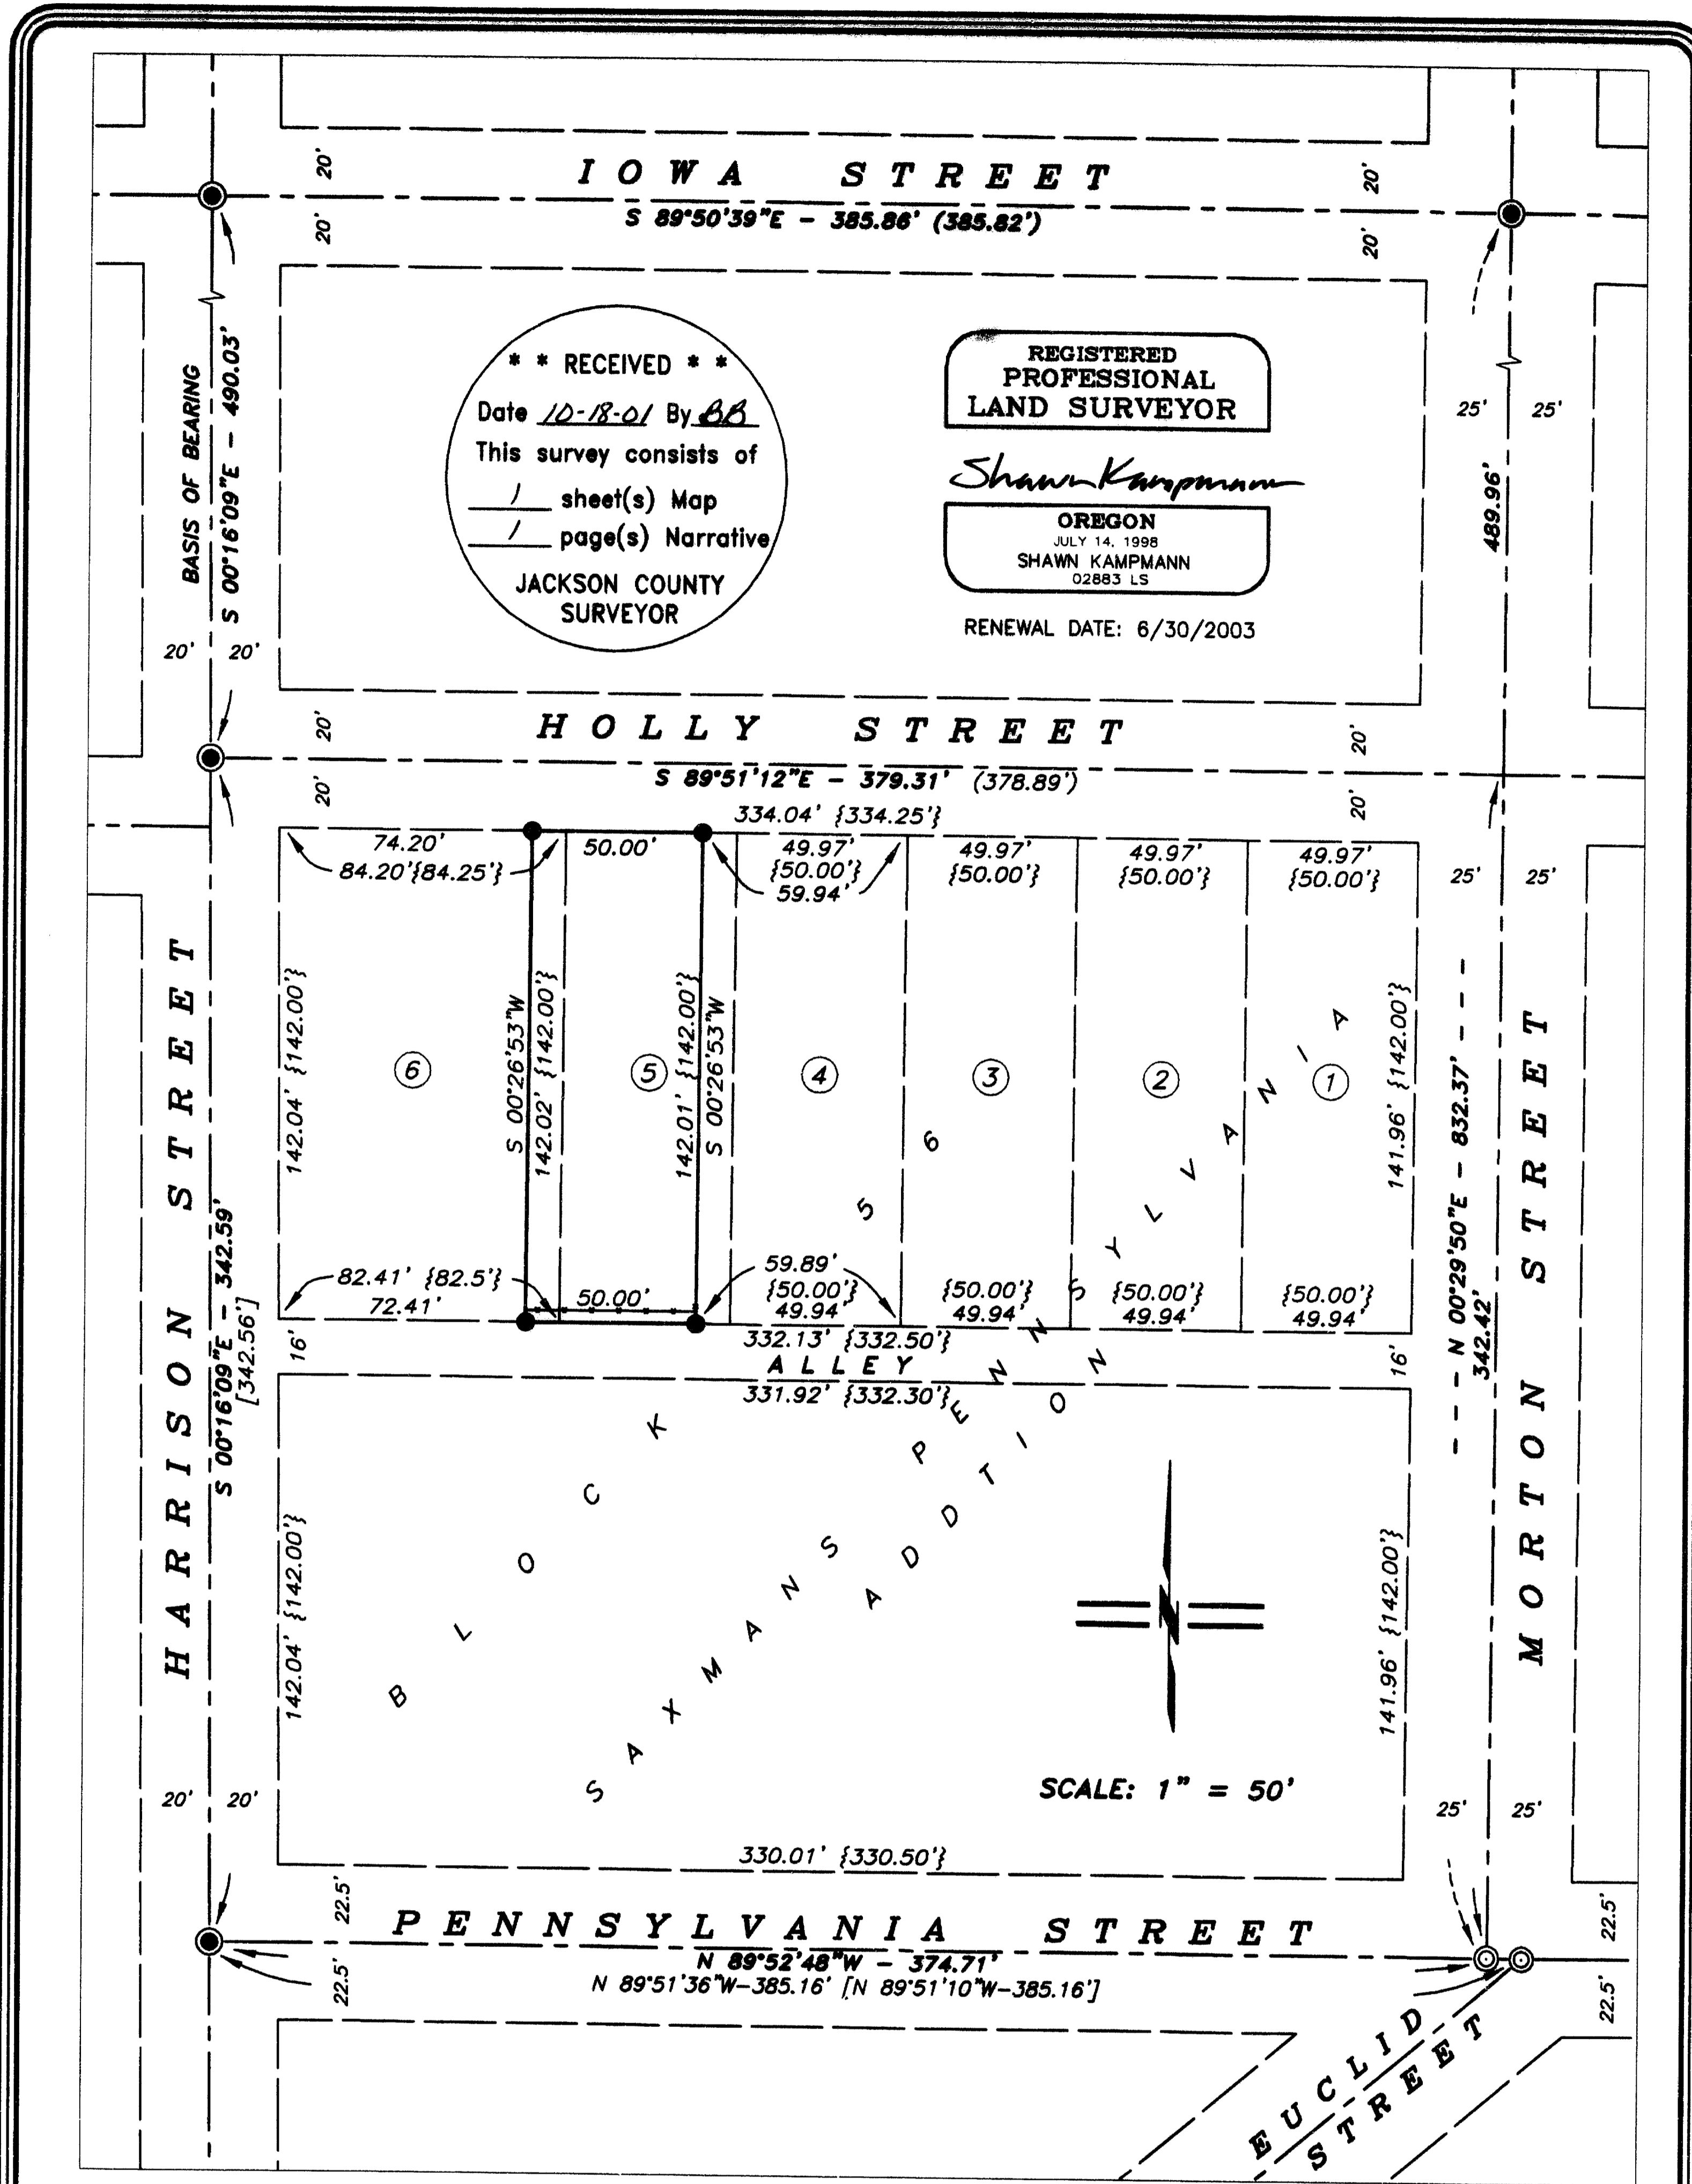 IOWA STREET
S 89°50'39"E - 385.86' (385.82')
20'
20'
20'
20'
* * RECEIVED * *
Date 10-18-01 By BB
This survey consists of
1 sheet(s) Map
1 page(s) Narrative
JACKSON COUNTY
SURVEYOR
REGISTERED
PROFESSIONAL
LAND SURVEYOR
Shawn Kampmann
OREGON
JULY 14, 1998
SHAWN KAMPMANN
02883 LS
RENEWAL DATE: 6/30/2003
BASIS OF BEARING
S 00°16'09"E - 490.03'
20' 20'
25' 25'
489.96'
HOLLY STREET
S 89°51'12"E - 379.31' (378.89')
20'
20'
20'
20'
334.04' {334.25'}
74.20'
84.20'{84.25'}
50.00'
49.97'
{50.00'}
59.94'
49.97'
{50.00'}
49.97'
{50.00'}
49.97'
{50.00'}
25' 25'
HARRISON STREET
S 00°16'09"E - 342.59'
[342.56']
142.04' {142.00'}
S 00°26'53"W
142.02' {142.00'}
142.01' {142.00'}
S 00°26'53"W
141.96' {142.00'}
6
5
4
3
2
1
N 00°29'50"E - 832.37'
342.42'
MORTON STREET
82.41' {82.5'}
72.41'
50.00'
59.89'
{50.00'}
49.94'
{50.00'}
49.94'
{50.00'}
49.94'
{50.00'}
49.94'
332.13' {332.50'}
16'
ALLEY
16'
331.92' {332.30'}
BLOCK 56
SAXMANS PENNSYLVANIA
ADDTION
142.04' {142.00'}
141.96' {142.00'}
N
SCALE: 1" = 50'
20' 20'
25' 25'
330.01' {330.50'}
22.5'
22.5'
PENNSYLVANIA STREET
N 89°52'48"W - 374.71'
N 89°51'36"W-385.16' [N 89°51'10"W-385.16']
22.5'
22.5'
EUCLID
STREET